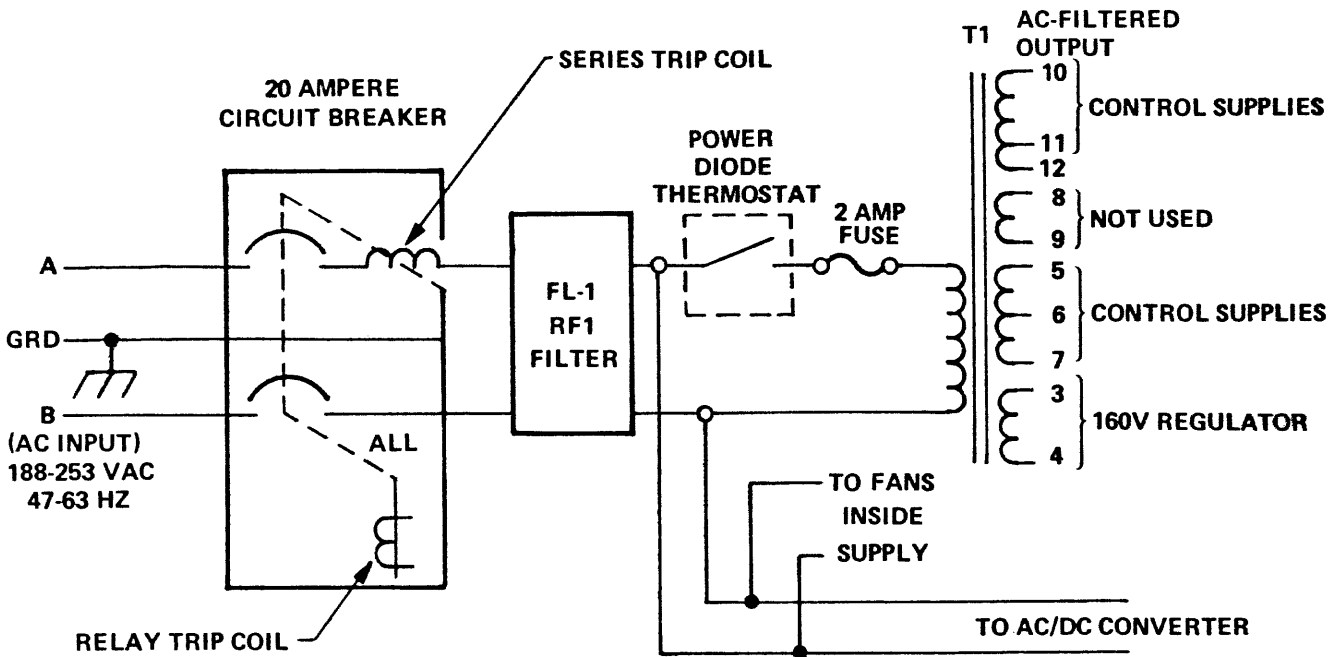 SERIES TRIP COIL
20 AMPERE
CIRCUIT BREAKER
T1
AC-FILTERED
OUTPUT
10
11
12
CONTROL SUPPLIES
POWER
DIODE
THERMOSTAT
2 AMP
FUSE
8
9
NOT USED
5
6
7
CONTROL SUPPLIES
3
4
160V REGULATOR
A
GRD
B
(AC INPUT)
188-253 VAC
47-63 HZ
ALL
FL-1
RF1
FILTER
TO FANS
INSIDE
SUPPLY
TO AC/DC CONVERTER
RELAY TRIP COIL